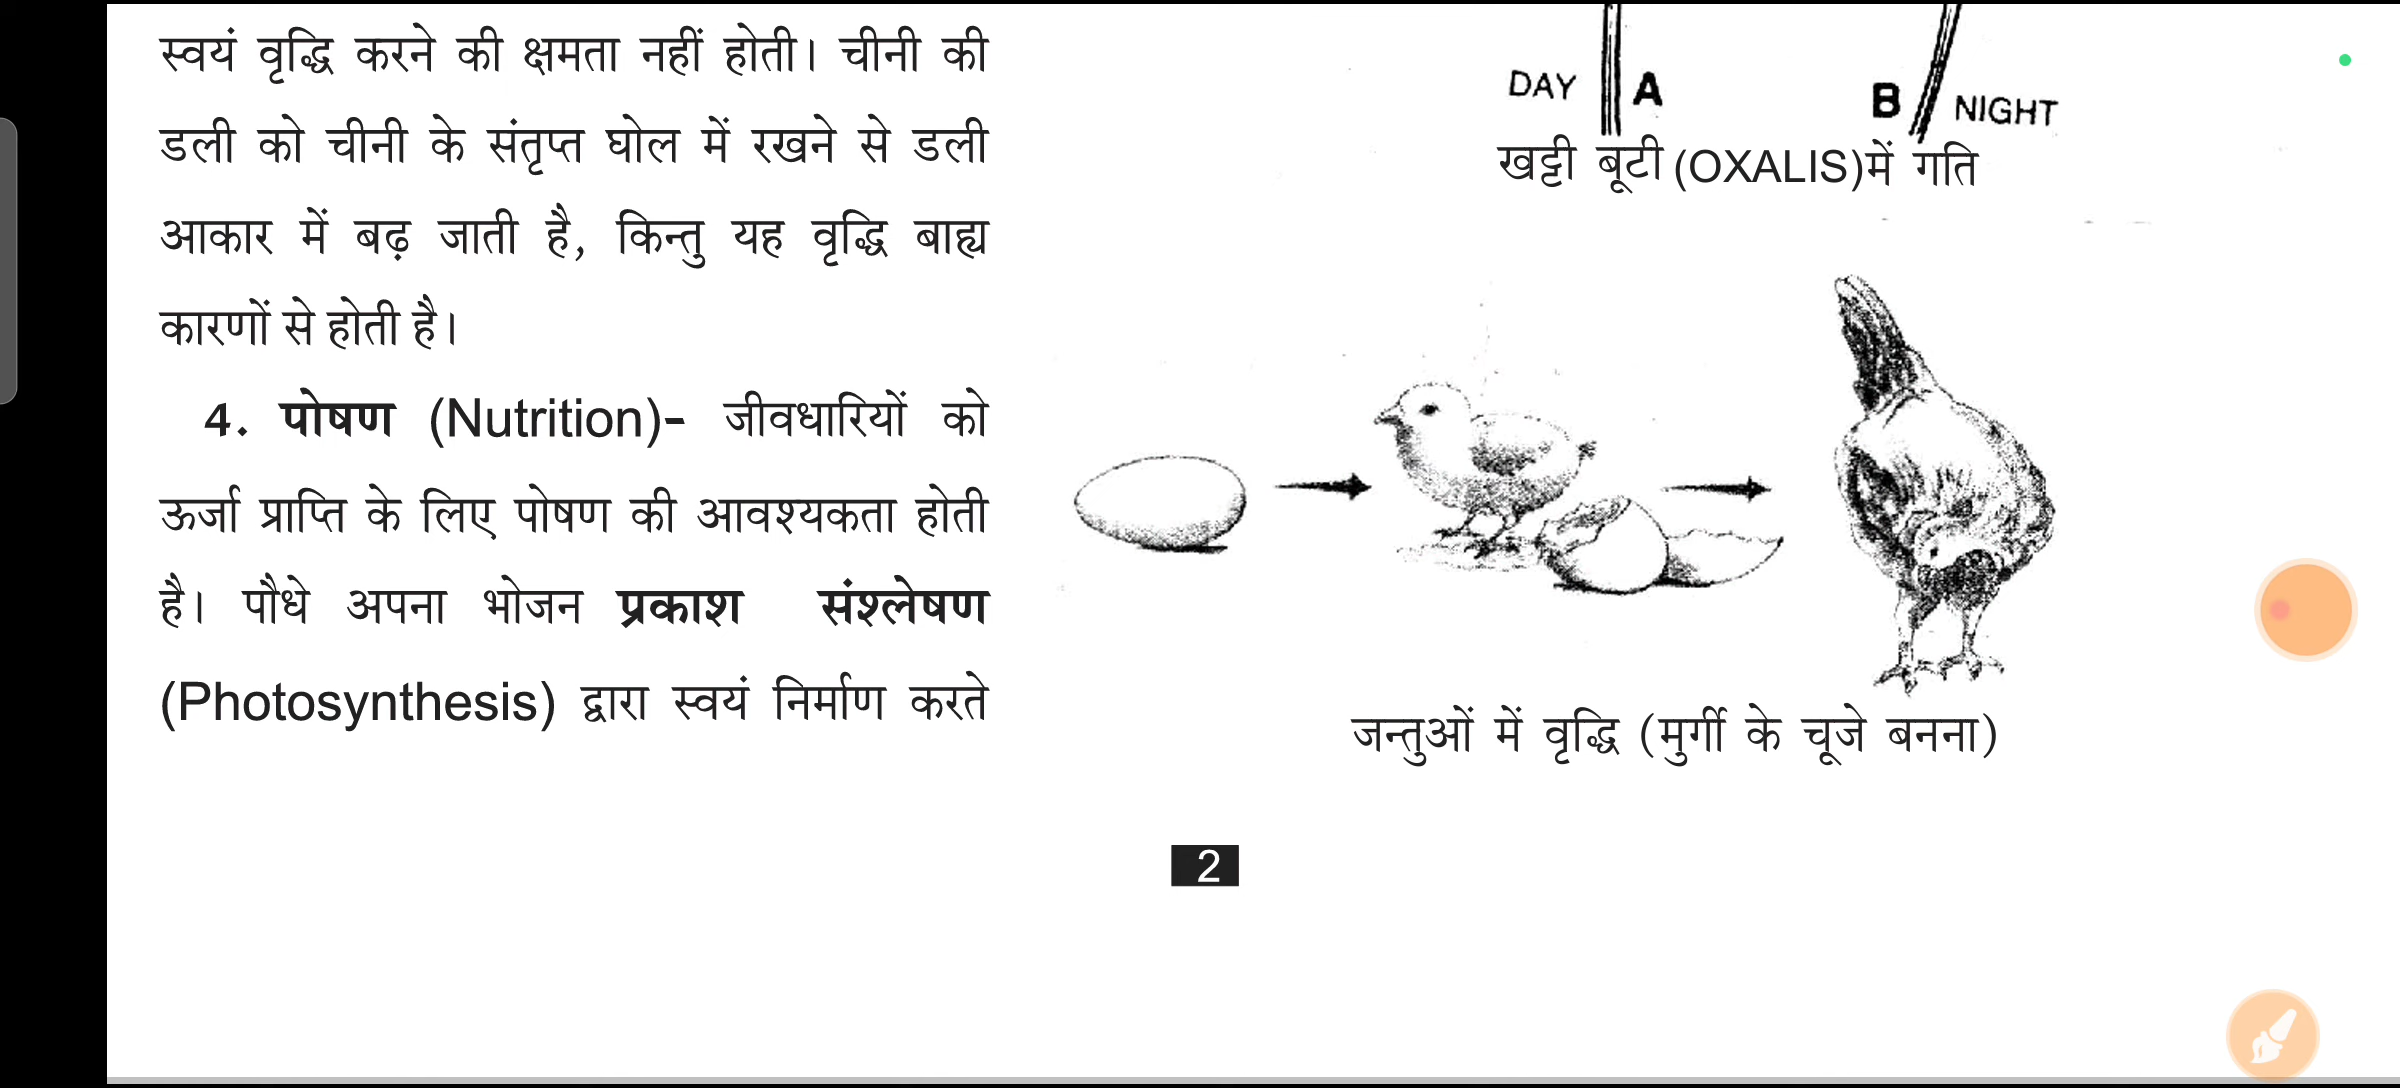 स्वयं वृद्धि करने की क्षमता नहीं होती। चीनी की
डली को चीनी के संतृप्त घोल में रखने से डली
आकार में बढ़ जाती है, किन्तु यह वृद्धि बाह्य
कारणों से होती है।
4. पोषण (Nutrition)- जीवधारियों को
ऊर्जा प्राप्ति के लिए पोषण की आवश्यकता होती
है। पौधे अपना भोजन प्रकाश संश्लेषण
(Photosynthesis) द्वारा स्वयं निर्माण करते
DAY A B NIGHT
खट्टी बूटी (OXALIS)में गति
जन्तुओं में वृद्धि (मुर्गी के चूजे बनना)
2